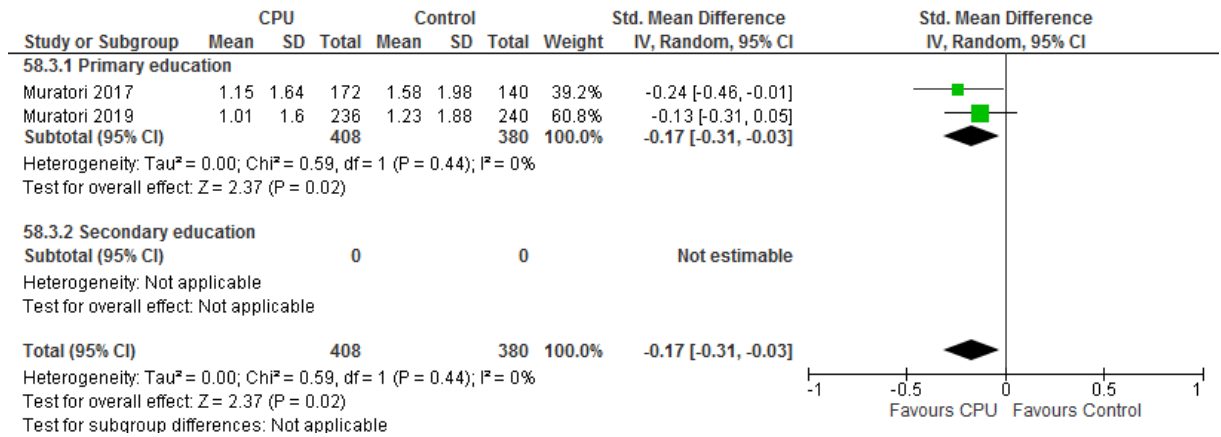 CPU Control Std. Mean Difference Std. Mean Difference
Study or Subgroup Mean SD Total Mean SD Total Weight IV, Random, 95% CI IV, Random, 95% CI
58.3.1 Primary education
Muratori 2017 1.15 1.64 172 1.58 1.98 140 39.2% -0.24 [-0.46, -0.01]
Muratori 2019 1.01 1.6 236 1.23 1.88 240 60.8% -0.13 [-0.31, 0.05]
Subtotal (95% CI) 408 380 100.0% -0.17 [-0.31, -0.03]
Heterogeneity: Tau² = 0.00; Chi² = 0.59, df = 1 (P = 0.44); I² = 0%
Test for overall effect: Z = 2.37 (P = 0.02)
58.3.2 Secondary education
Subtotal (95% CI) 0 0 Not estimable
Heterogeneity: Not applicable
Test for overall effect: Not applicable
Total (95% CI) 408 380 100.0% -0.17 [-0.31, -0.03]
Heterogeneity: Tau² = 0.00; Chi² = 0.59, df = 1 (P = 0.44); I² = 0%
Test for overall effect: Z = 2.37 (P = 0.02)
Test for subgroup differences: Not applicable
-1 -0.5 0 0.5 1
Favours CPU Favours Control